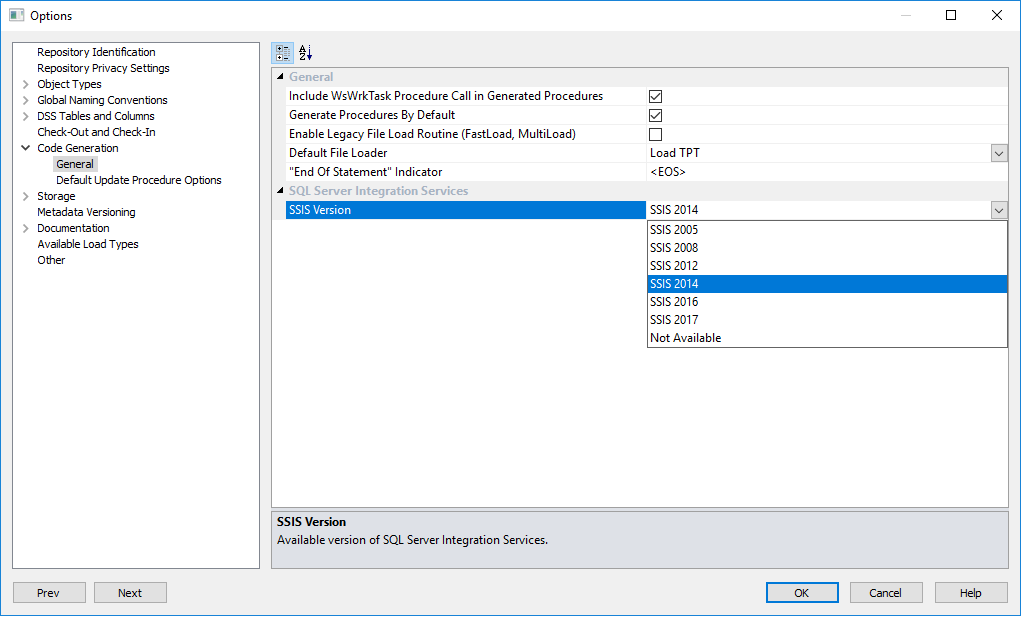 Options
Repository Identification
Repository Privacy Settings
Object Types
Global Naming Conventions
DSS Tables and Columns
Check-Out and Check-In
Code Generation
General
Default Update Procedure Options
Storage
Metadata Versioning
Documentation
Available Load Types
Other
General
Include WsWrkTask Procedure Call in Generated Procedures
Generate Procedures By Default
Enable Legacy File Load Routine (FastLoad, MultiLoad)
Default File Loader Load TPT
"End Of Statement" Indicator <EOS>
SQL Server Integration Services
SSIS Version SSIS 2014
SSIS 2005
SSIS 2008
SSIS 2012
SSIS 2014
SSIS 2016
SSIS 2017
Not Available
SSIS Version
Available version of SQL Server Integration Services.
Prev Next OK Cancel Help